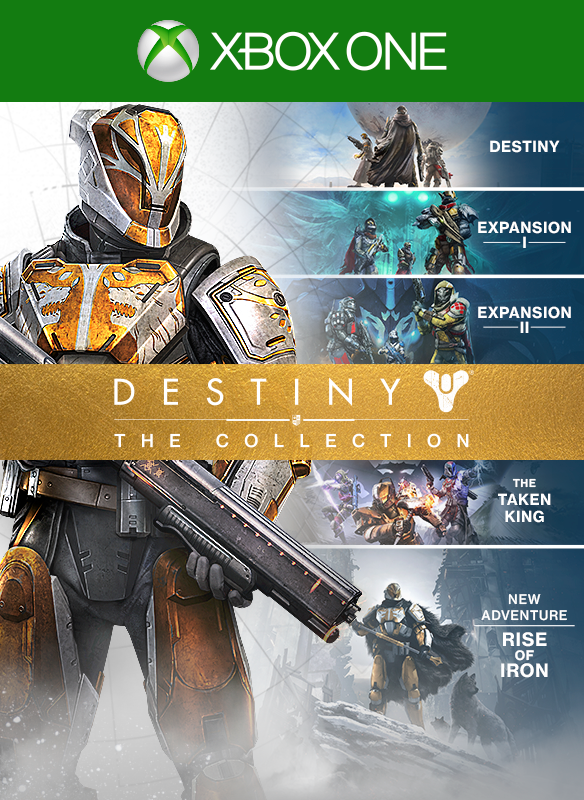 XBOX ONE
DESTINY
EXPANSION
I
EXPANSION
II
DESTINY
THE COLLECTION
THE
TAKEN
KING
NEW
ADVENTURE
RISE
OF
IRON